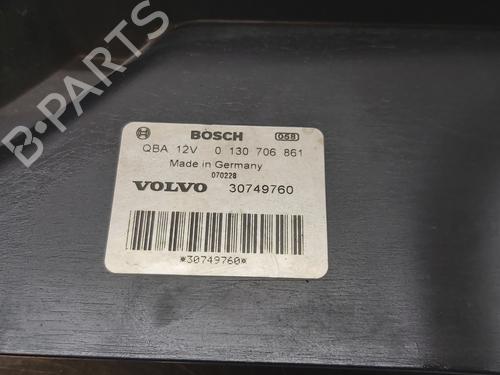 B-PARTS
BOSCH 058
QBA 12V 0 130 706 861
Made in Germany
070228
VOLVO 30749760
*30749760*